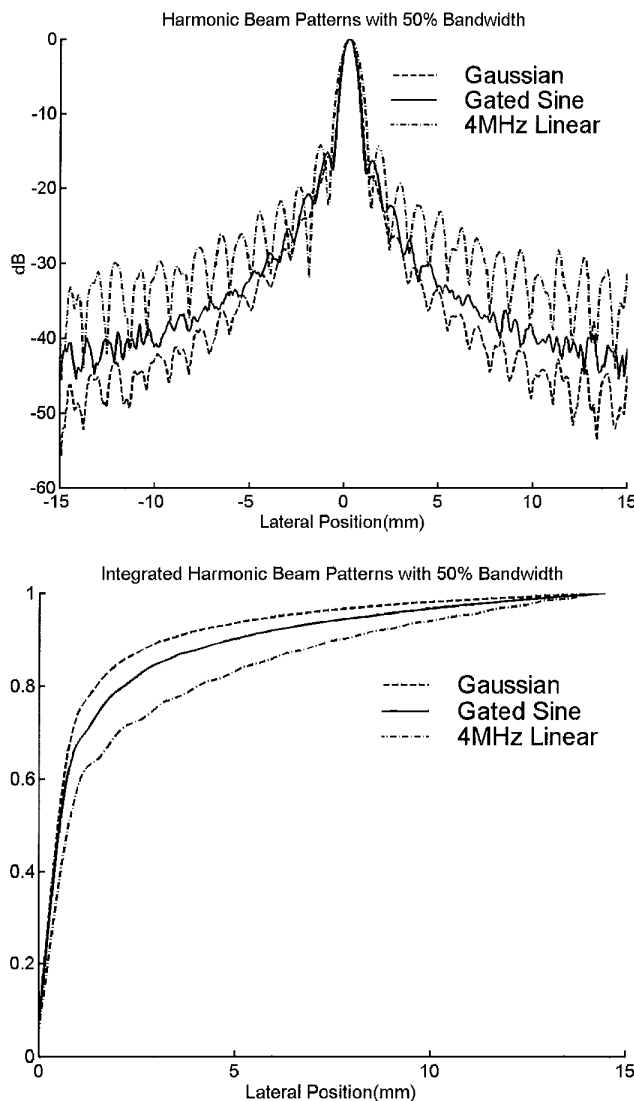 Harmonic Beam Patterns with 50% Bandwidth
0
-10
-20
-30
-40
-50
-60
dB
Gaussian
Gated Sine
4MHz Linear
-15
-10
-5
0
5
10
15
Lateral Position(mm)
Integrated Harmonic Beam Patterns with 50% Bandwidth
1
0.8
0.6
0.4
0.2
0
Gaussian
Gated Sine
4MHz Linear
0
5
10
15
Lateral Position(mm)